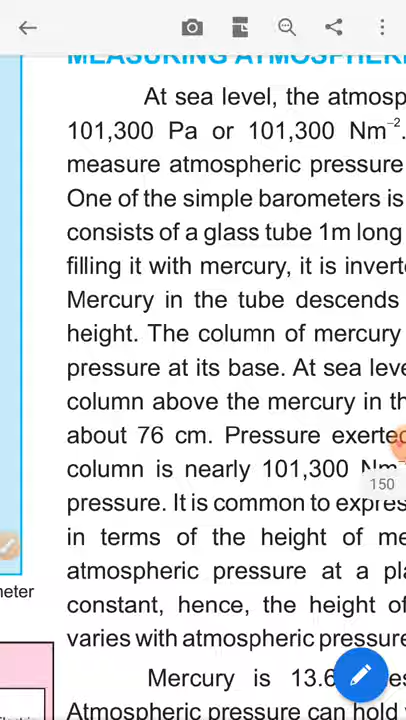 MEASURING ATMOSPHERI
At sea level, the atmosp
101,300 Pa or 101,300 Nm⁻².
measure atmospheric pressure
One of the simple barometers is
consists of a glass tube 1m long
filling it with mercury, it is inverte
Mercury in the tube descends
height. The column of mercury
pressure at its base. At sea leve
column above the mercury in th
about 76 cm. Pressure exerted
column is nearly 101,300 Nm⁻
150
pressure. It is common to expres
in terms of the height of me
atmospheric pressure at a pla
meter
constant, hence, the height of
varies with atmospheric pressure
Mercury is 13.6
Atmospheric pressure can hold